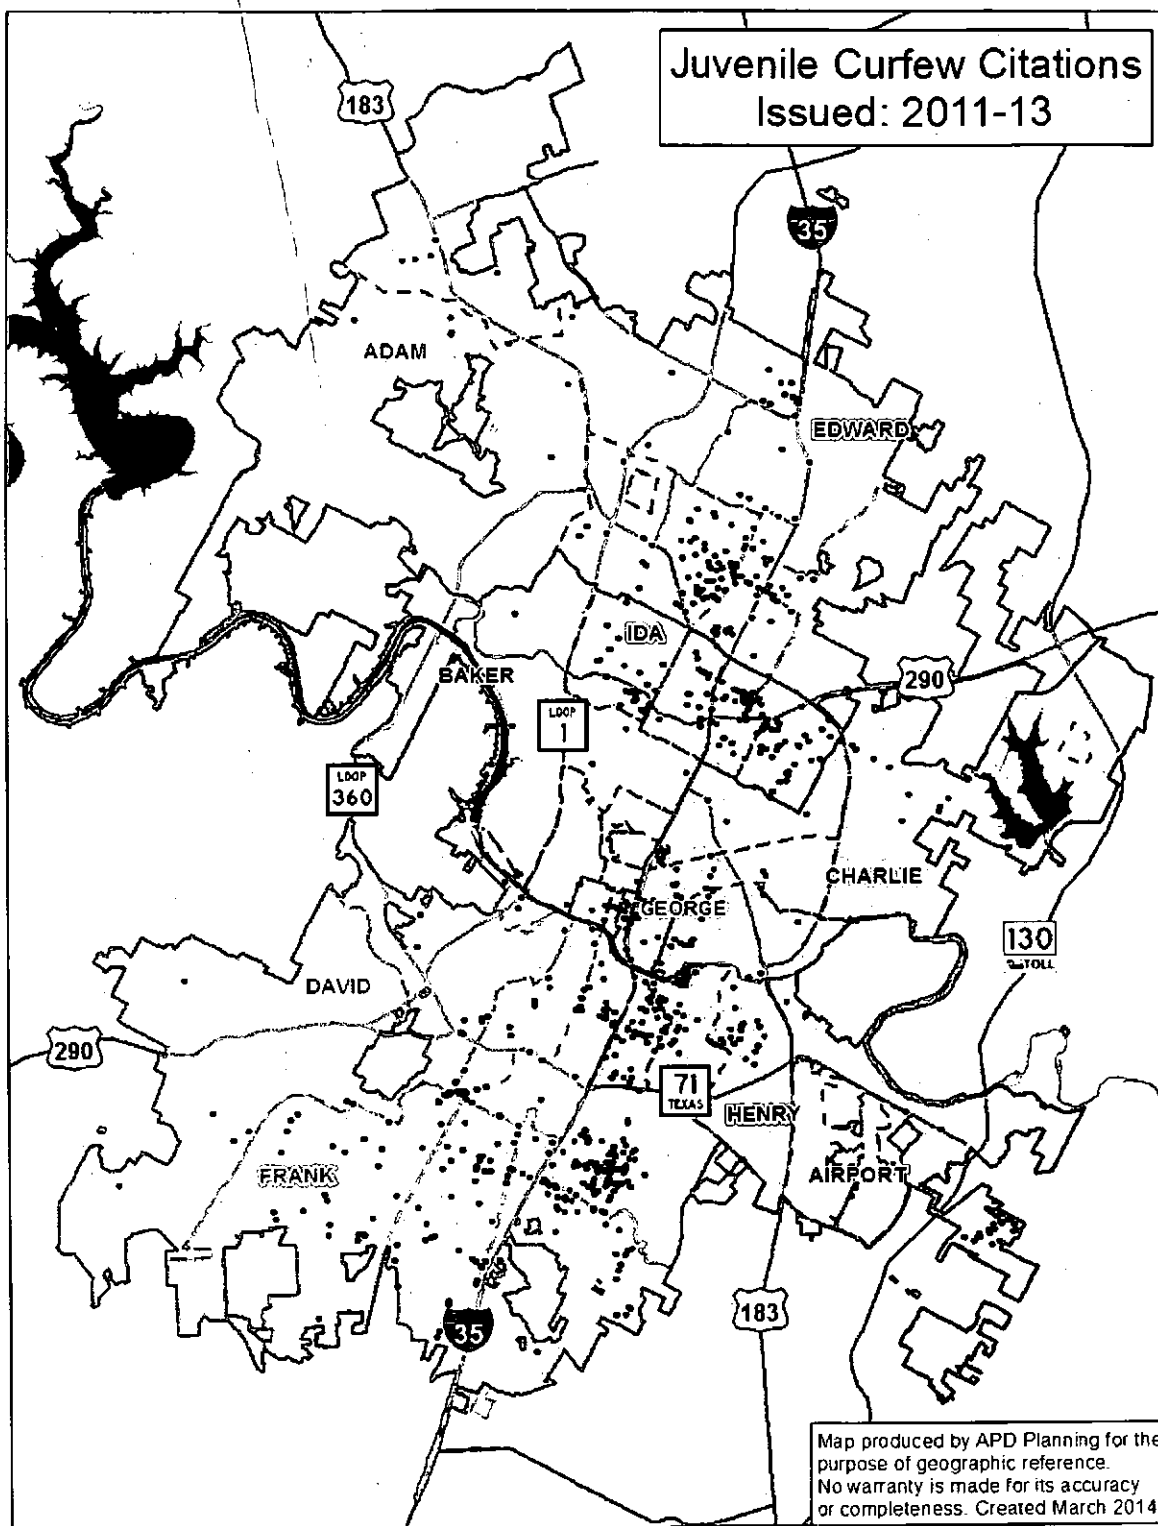 Juvenile Curfew Citations
Issued: 2011-13
183
35
ADAM
EDWARD
IDA
BAKER
290
LOOP
1
LOOP
360
CHARLIE
GEORGE
130
TOLL
DAVID
290
71
TEXAS
HENRY
AIRPORT
FRANK
183
35
Map produced by APD Planning for the
purpose of geographic reference.
No warranty is made for its accuracy
or completeness. Created March 2014